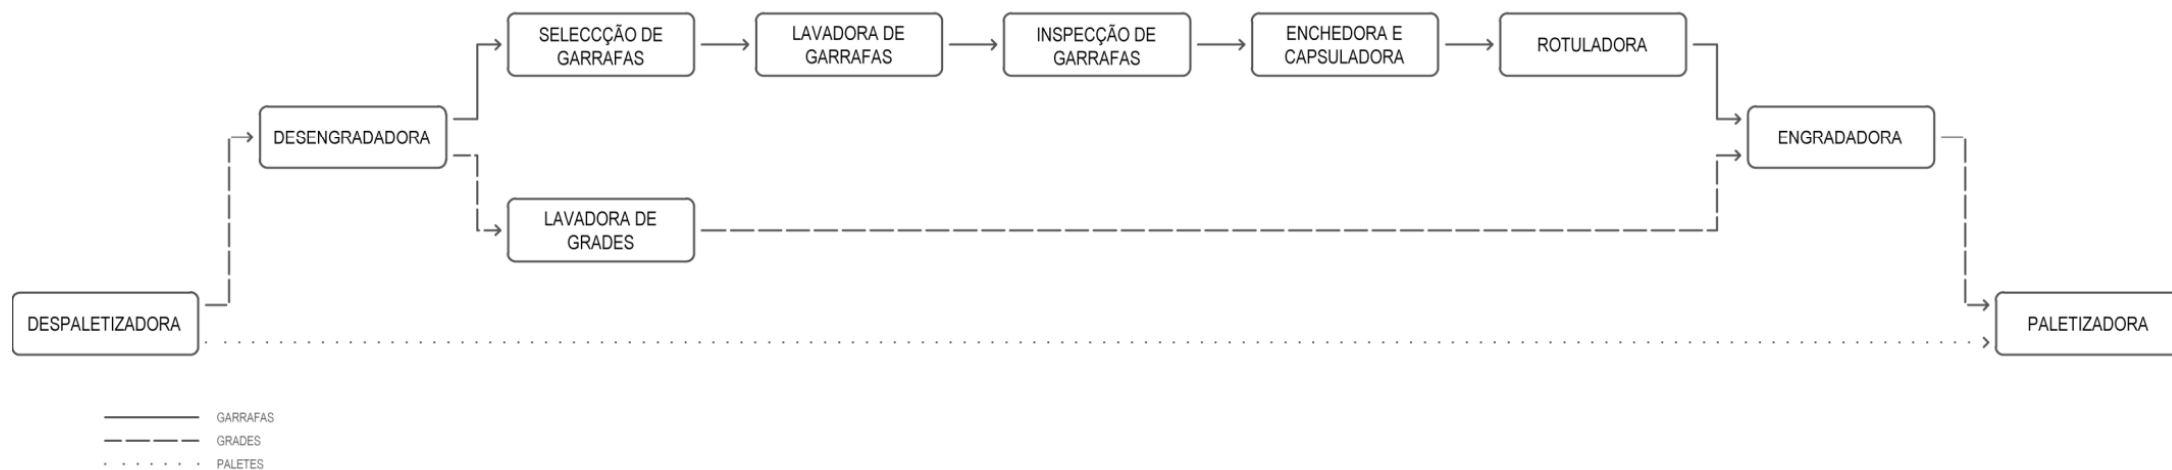 SELECCÇÃO DE
GARRAFAS
LAVADORA DE
GARRAFAS
INSPECÇÃO DE
GARRAFAS
ENCHEDORA E
CAPSULADORA
ROTULADORA
DESENGRADADORA
ENGRADADORA
LAVADORA DE
GRADES
DESPALETIZADORA
PALETIZADORA
GARRAFAS
GRADES
PALETES